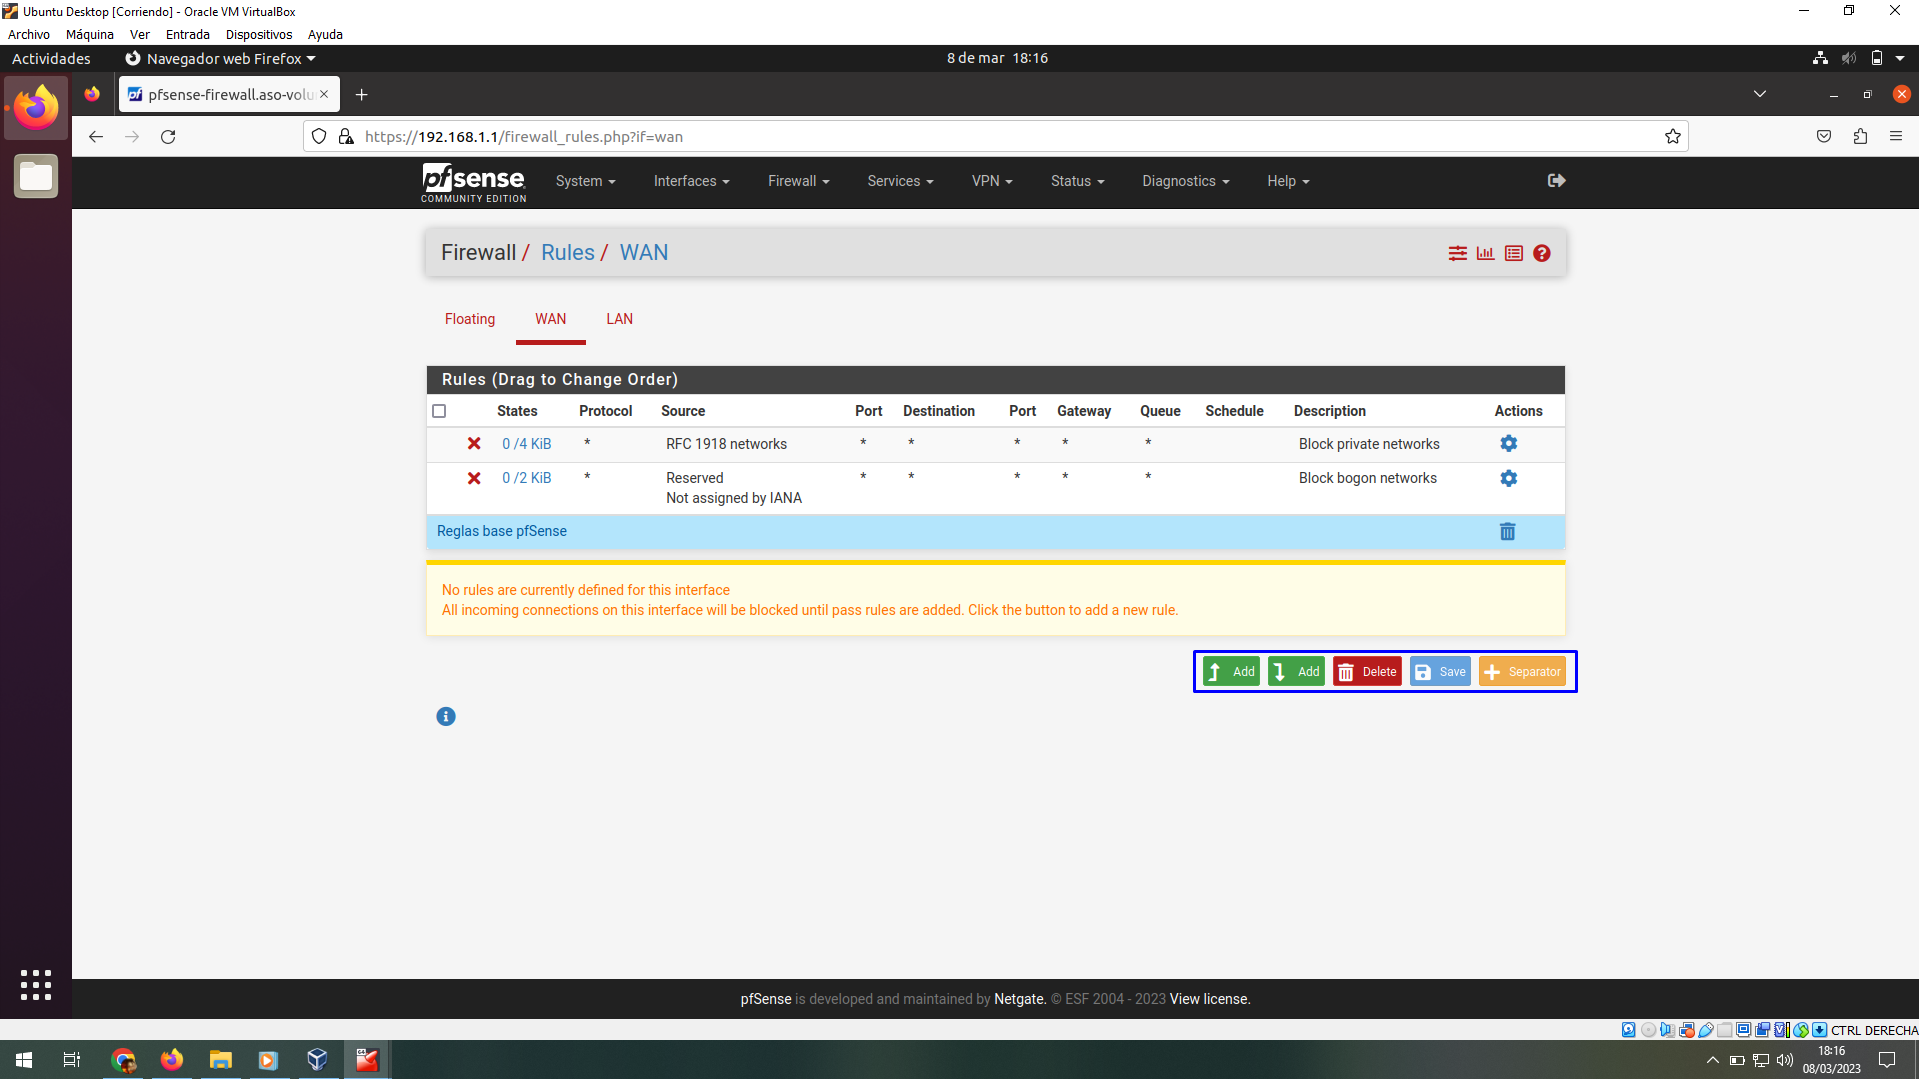 Ubuntu Desktop [Corriendo] - Oracle VM VirtualBox
Archivo Máquina Ver Entrada Dispositivos Ayuda
Actividades Navegador web Firefox 8 de mar 18:16
pfsense-firewall.aso-volu
https://192.168.1.1/firewall_rules.php?if=wan
pfsense COMMUNITY EDITION System Interfaces Firewall Services VPN Status Diagnostics Help
Firewall / Rules / WAN
Floating WAN LAN
Rules (Drag to Change Order)
States Protocol Source Port Destination Port Gateway Queue Schedule Description Actions
0 /4 KiB * RFC 1918 networks * * * * * Block private networks
0 /2 KiB * Reserved * * * * * Block bogon networks
Not assigned by IANA
Reglas base pfSense
No rules are currently defined for this interface
All incoming connections on this interface will be blocked until pass rules are added. Click the button to add a new rule.
Add Add Delete Save Separator
pfSense is developed and maintained by Netgate. © ESF 2004 - 2023 View license.
CTRL DERECHA
18:16
08/03/2023